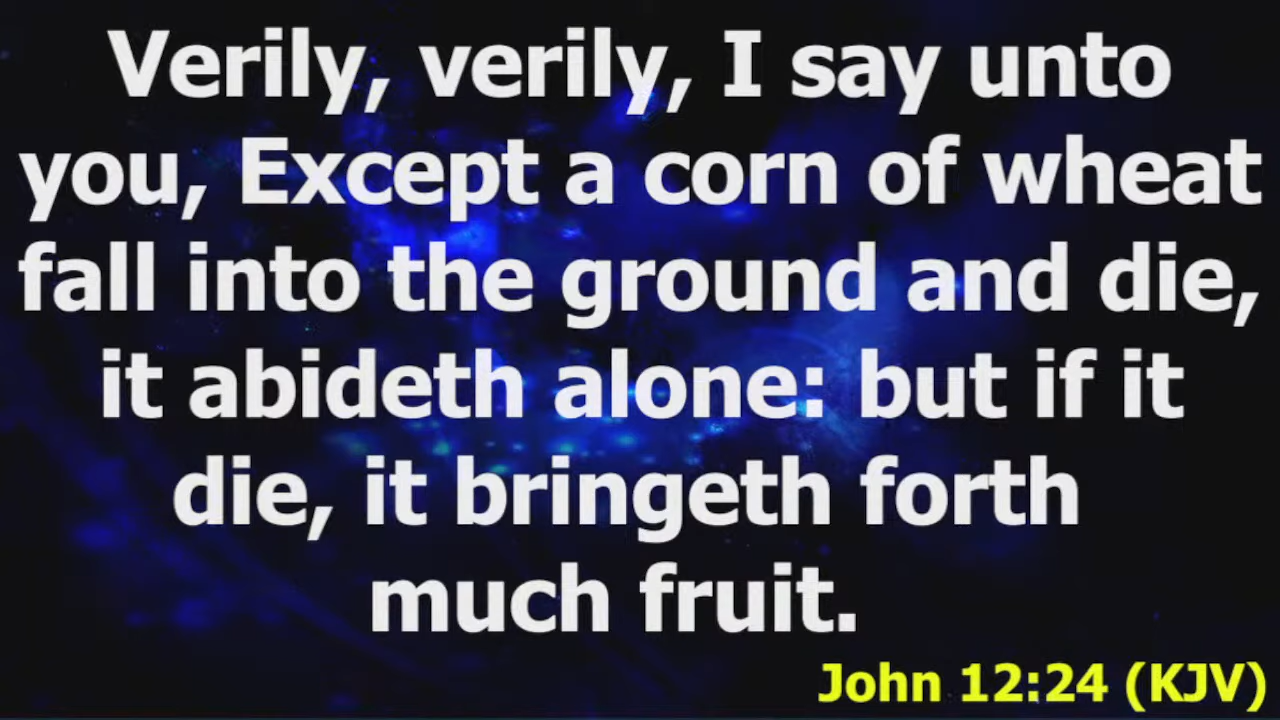 Verily, verily, I say unto
you, Except a corn of wheat
fall into the ground and die,
it abideth alone: but if it
die, it bringeth forth
much fruit.
John 12:24 (KJV)